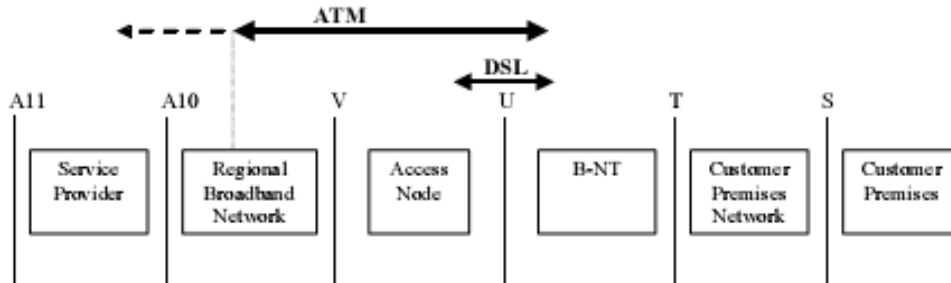 ATM
DSL
A11
A10
V
U
T
S
Service
Provider
Regional
Broadband
Network
Access
Node
B-NT
Customer
Premises
Network
Customer
Premises